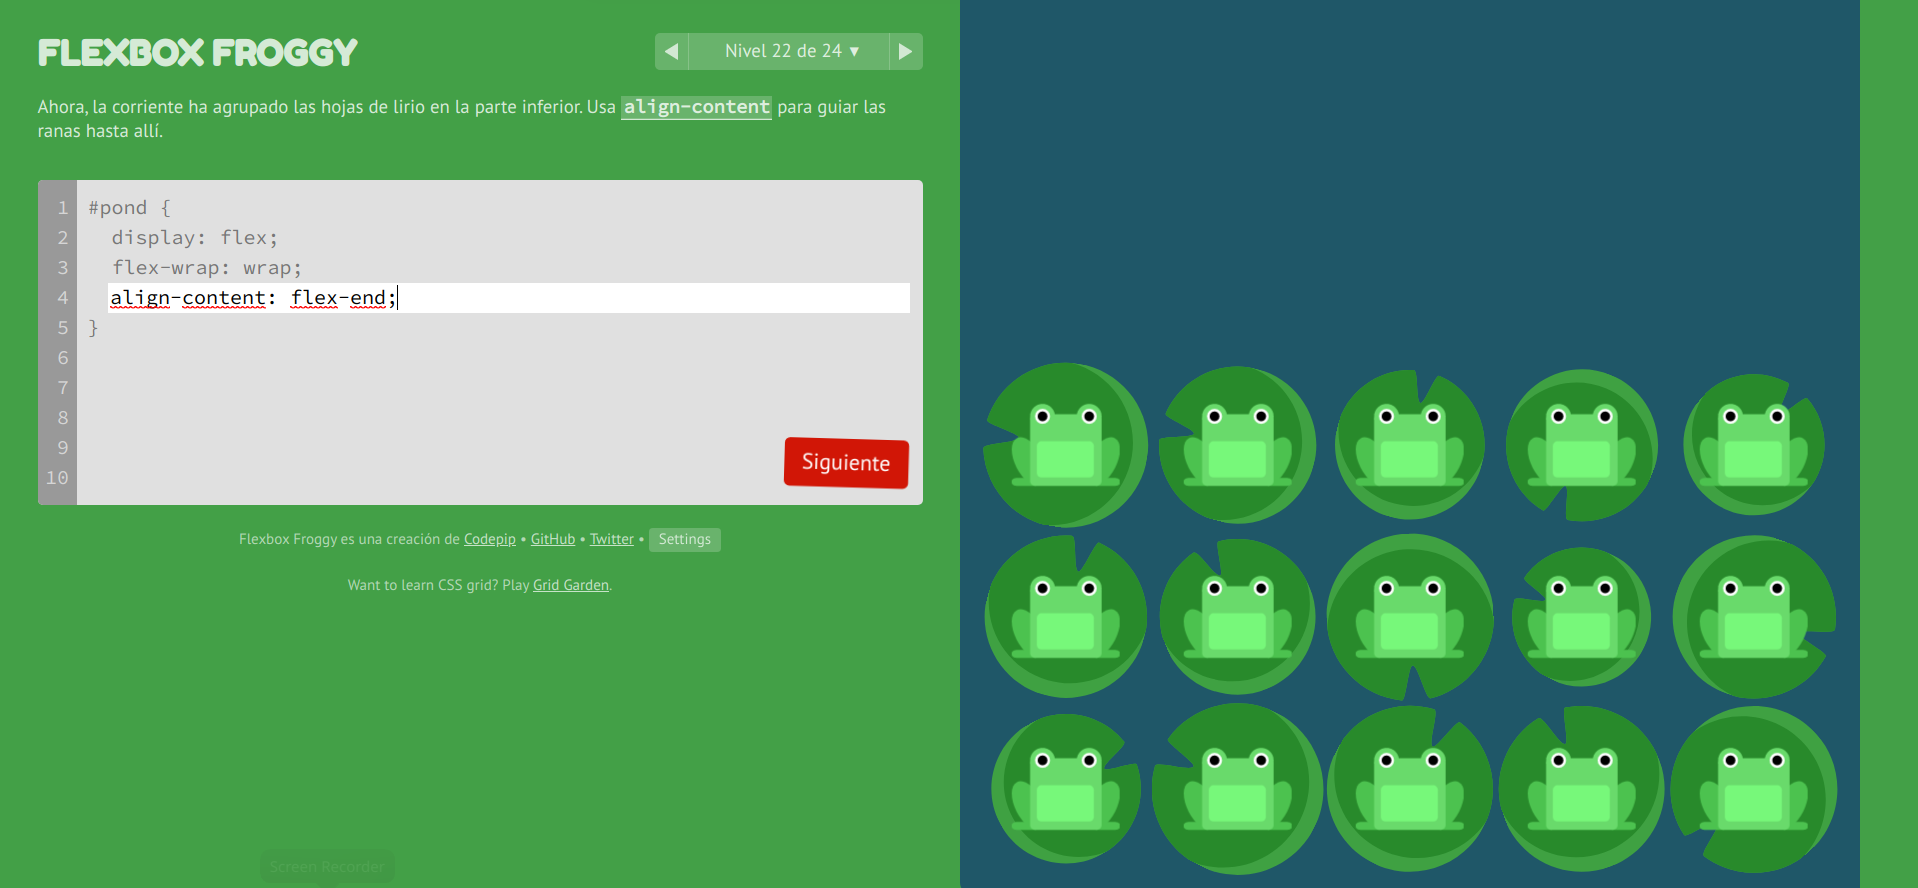 FLEXBOX FROGGY
Nivel 22 de 24 ▼
Ahora, la corriente ha agrupado las hojas de lirio en la parte inferior. Usa align-content para guiar las
ranas hasta allí.
1 #pond {
2 display: flex;
3 flex-wrap: wrap;
4 align-content: flex-end;
5 }
6
7
8
9
10
Siguiente
Flexbox Froggy es una creación de Codepip • GitHub • Twitter • Settings
Want to learn CSS grid? Play Grid Garden.
Screen Recorder